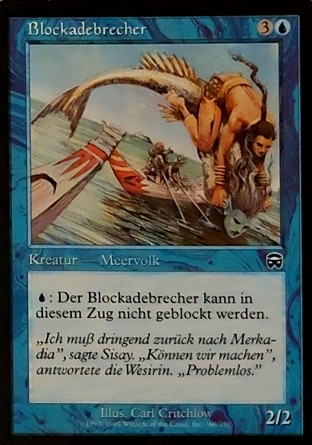 Blockadebrecher 3
Kreatur — Meervolk
: Der Blockadebrecher kann in
diesem Zug nicht geblockt werden.
„Ich muß dringend zurück nach Merka-
dia”, sagte Sisay. „Können wir machen”,
antwortete die Wesirin. „Problemlos.”
Illus. Carl Critchlow
2/2